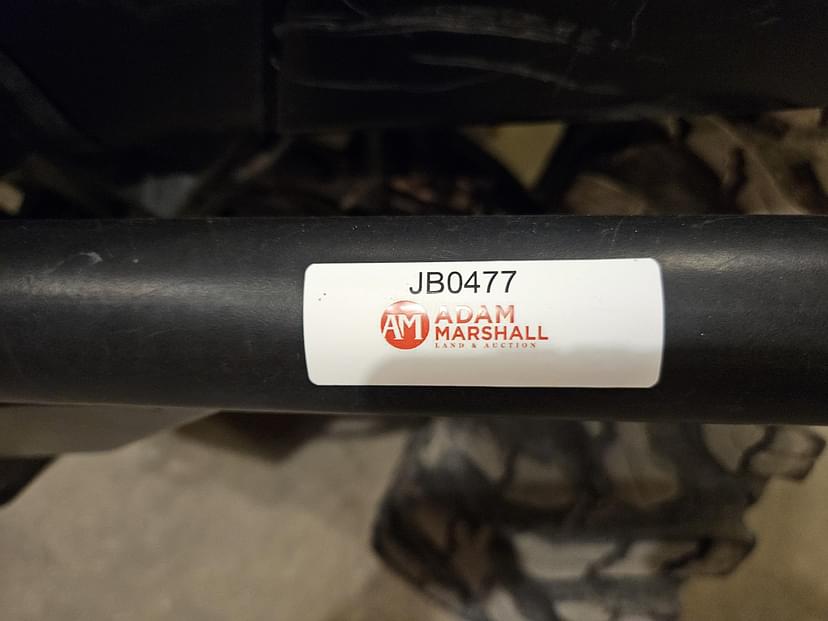 JB0477
AM
ADAM
MARSHALL
LAND & AUCTION